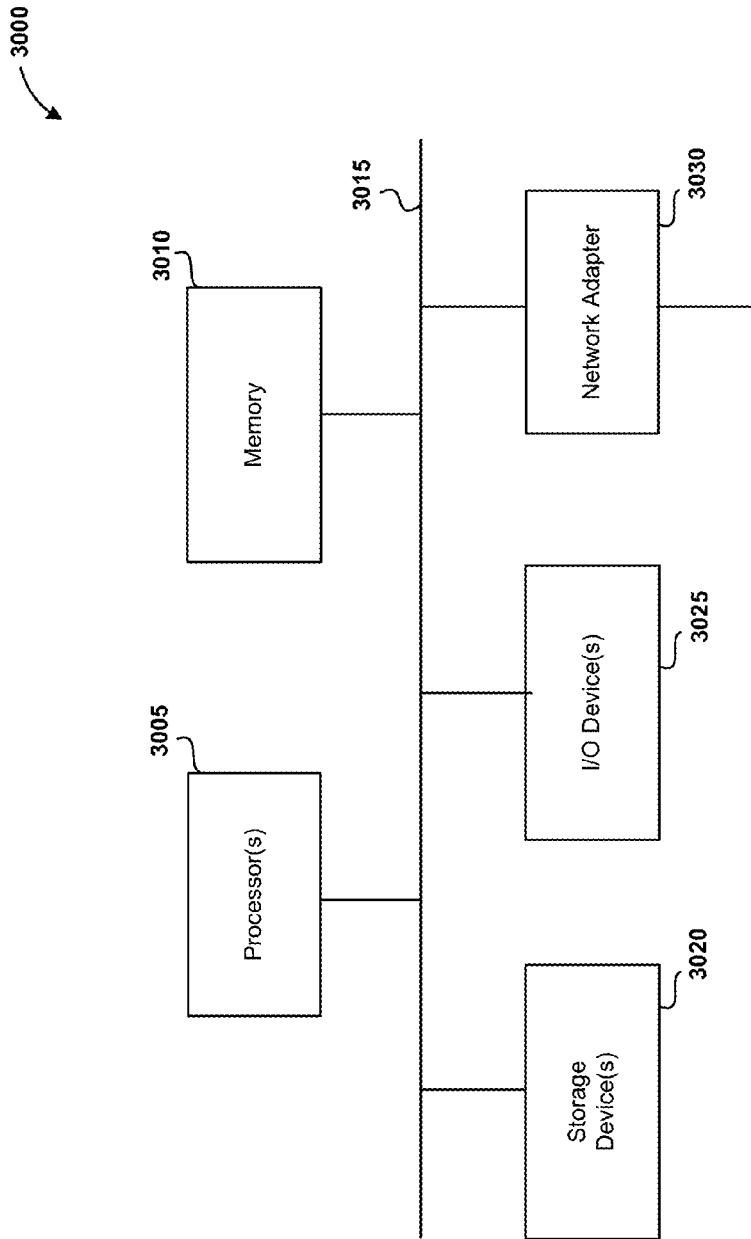 3000
3005
Processor(s)
3010
Memory
3015
Storage
Device(s)
3020
I/O Device(s)
3025
Network Adapter
3030